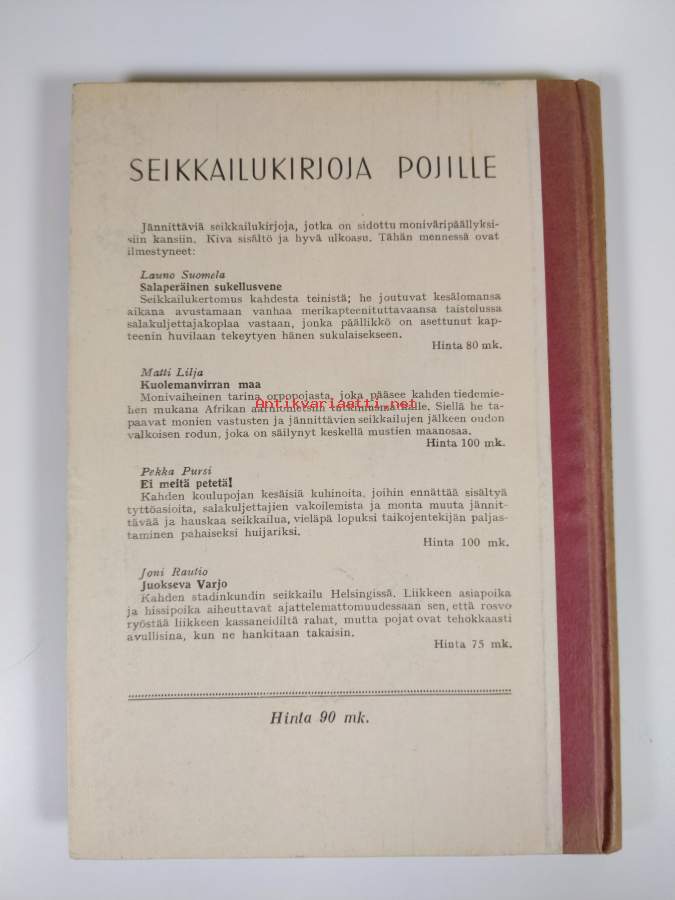 SEIKKAILUKIRJOJA POJILLE
Jännittäviä seikkailukirjoja, jotka on sidottu moniväripäällyksi-
siin kansiin. Kiva sisältö ja hyvä ulkoasu. Tähän mennessä ovat
ilmestyneet:
Launo Suomela
Salaperäinen sukellusvene
Seikkailukertomus kahdesta teinistä; he joutuvat kesälomansa
aikana avustamaan vanhaa merikapteenituttavaansa taistelussa
salakuljettajakoplaa vastaan, jonka päällikkö on asettunut kap-
teenin huvilaan tekeytyen hänen sukulaisekseen.
Hinta 80 mk.
Matti Lilja
Kuolemanvirran maa
Monivaiheinen tarina orpopojasta, joka pääsee kahden tiedemie-
Antikvariaatti.net
hen mukana Afrikan Siellä he ta-
paavat monien vastusten ja jännittävien seikkailujen jälkeen oudon
valkoisen rodun, joka on säilynyt keskellä mustien maanosaa.
Hinta 100 mk.
Pekka Pursi
Ei meitä petetä!
Kahden koulupojan kesäisiä kuhinoita, joihin ennättää sisältyä
tyttöasioita, salakuljettajien vakoilemista ja monta muuta jännit-
tävää ja hauskaa seikkailua, vieläpä lopuksi taikojentekijän paljas-
taminen pahaiseksi huijariksi.
Hinta 100 mk.
Joni Rautio
Juokseva Varjo
Kahden stadinkundin seikkailu Helsingissä. Liikkeen asiapoika
ja hissipoika aiheuttavat ajattelemattomuudessaan sen, että rosvo
ryöstää liikkeen kassaneidiltä rahat, mutta pojat ovat tehokkaasti
avullisina, kun ne hankitaan takaisin.
Hinta 75 mk.
Hinta 90 mk.